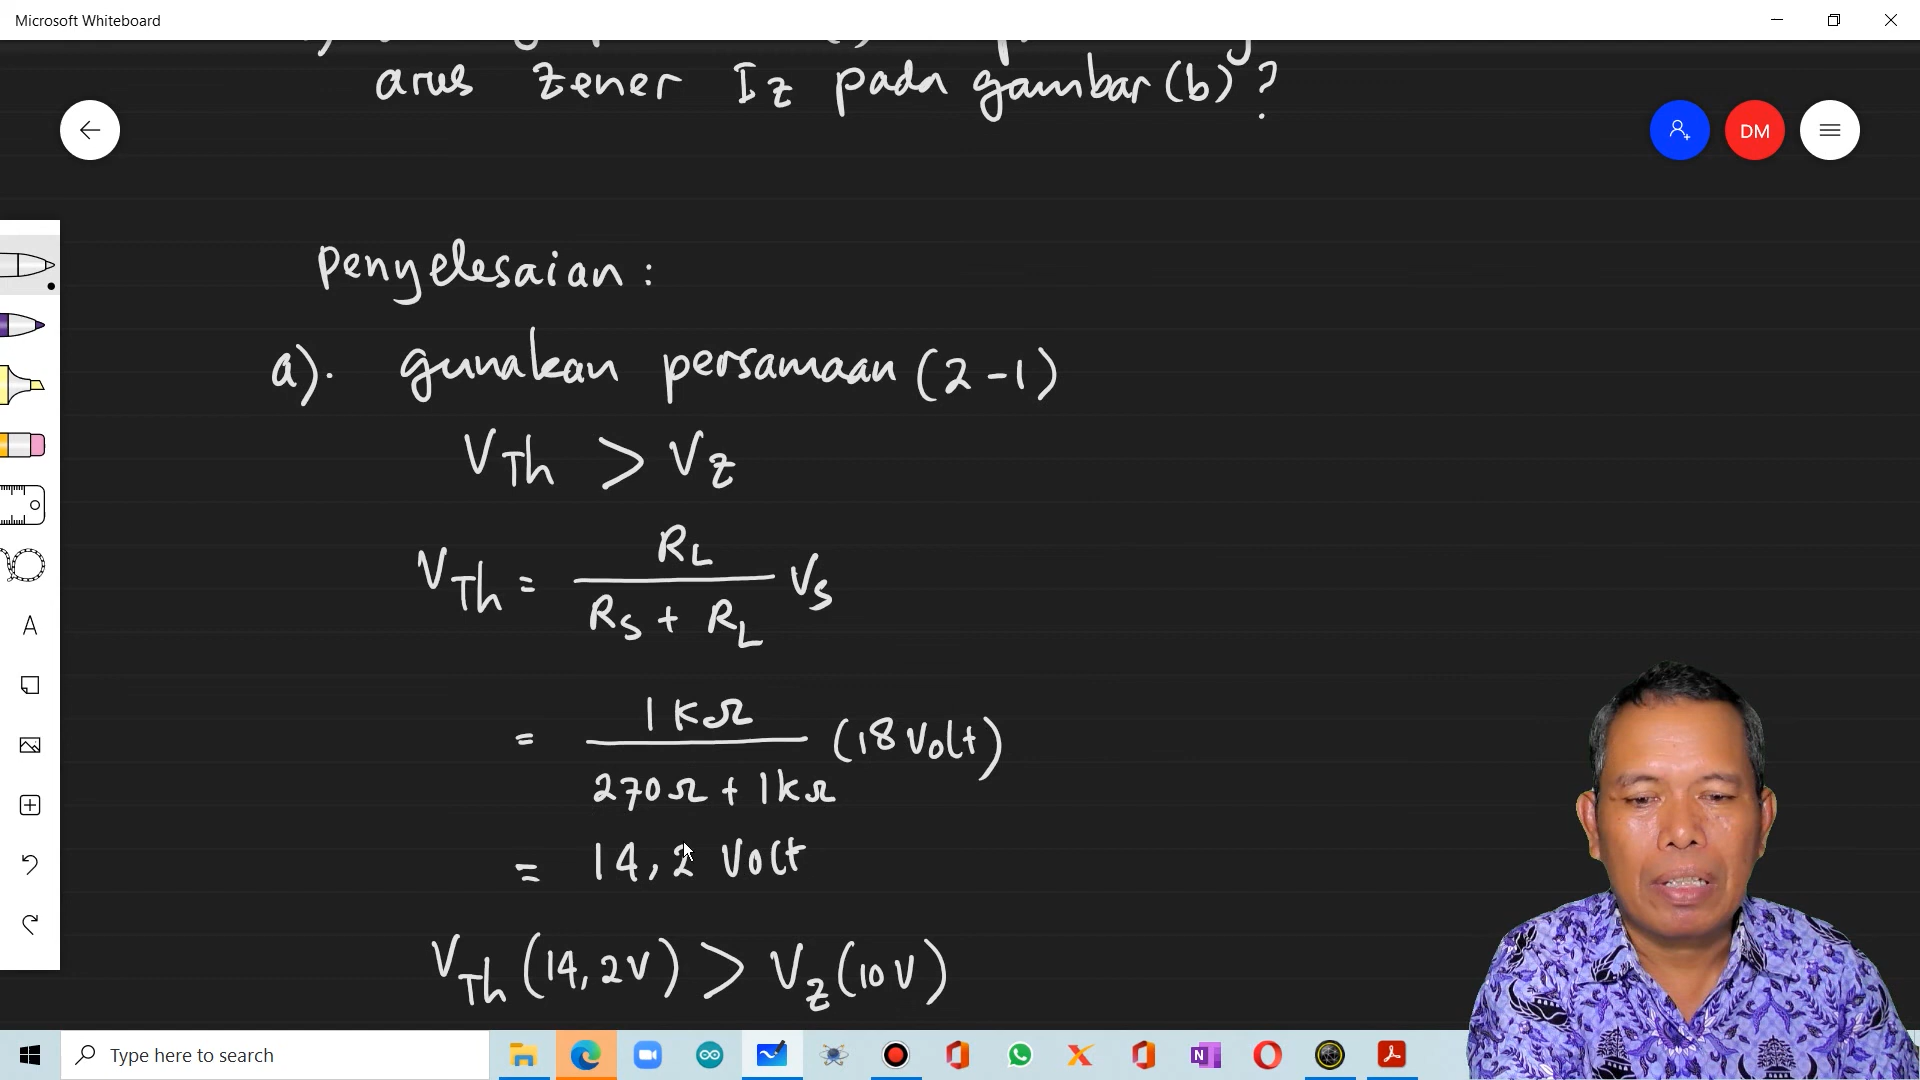 Microsoft Whiteboard
arus zener Iz pada gambar (b)?
DM
Penyelesaian :
a). gunakan persamaan (2-1)
VTh > Vz
VTh = RL / RS + RL VS
= 1 KΩ / 270Ω + 1kΩ (18 Volt)
= 14,2 Volt
VTh (14,2V) > Vz (10V)
A
Type here to search